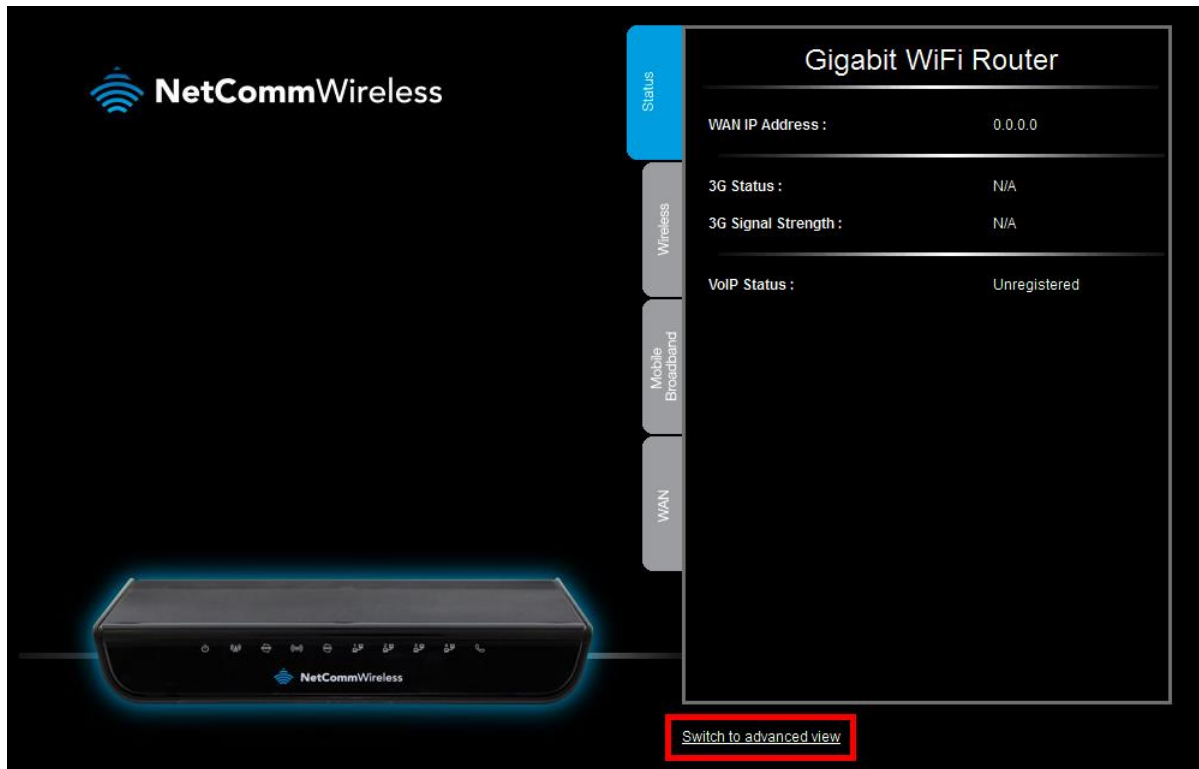 NetCommWireless
Status
Wireless
Mobile
Broadband
WAN
Gigabit WiFi Router
WAN IP Address : 0.0.0.0
3G Status : N/A
3G Signal Strength : N/A
VoIP Status : Unregistered
NetCommWireless
Switch to advanced view